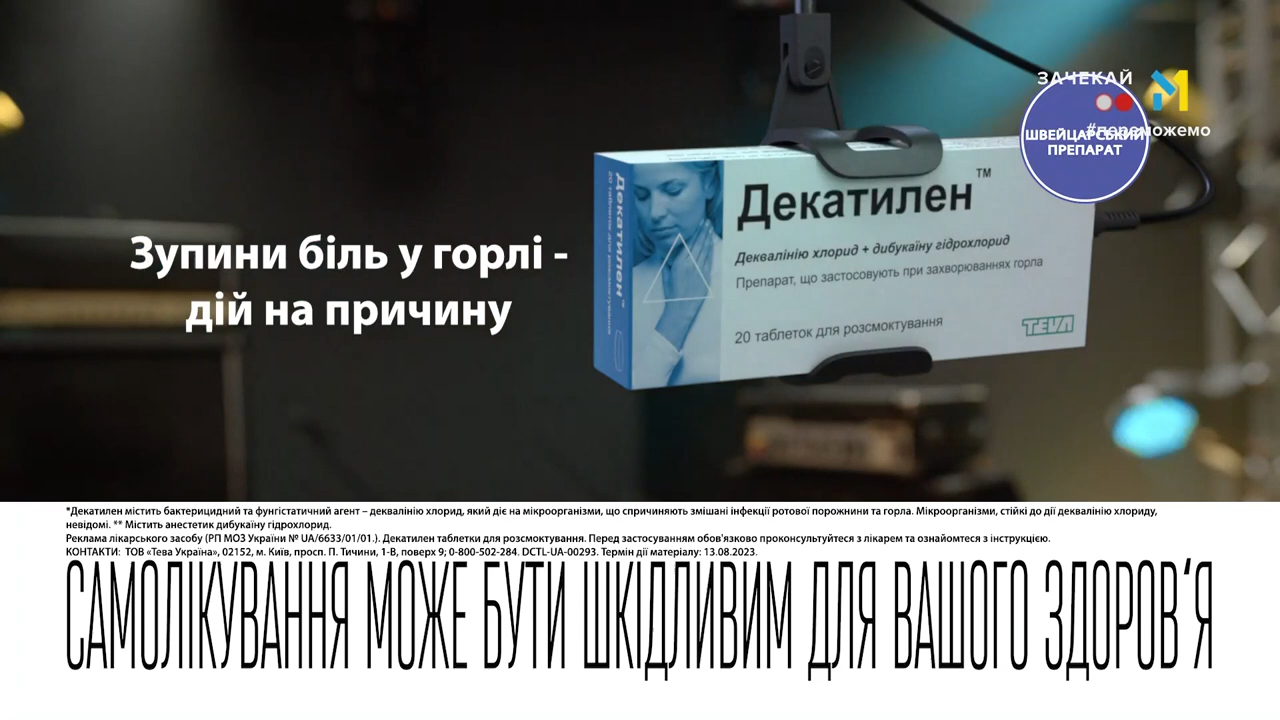 ЗАЧЕКАЙ
#переможемо
ШВЕЙЦАРСЬКИЙ
ПРЕПАРАТ
Зупини біль у горлі -
дій на причину
Декатилен
20 таблеток для розсмоктування
Декатилен™
Деквалінію хлорид + дибукаїну гідрохлорид
Препарат, що застосовують при захворюваннях горла
20 таблеток для розсмоктування
TEVA
*Декатилен містить бактерицидний та фунгістатичний агент – деквалінію хлорид, який діє на мікроорганізми, що спричиняють змішані інфекції ротової порожнини та горла. Мікроорганізми, стійкі до дії деквалінію хлориду,
невідомі. ** Містить анестетик дибукаїну гідрохлорид.
Реклама лікарського засобу (РП МОЗ України № UA/6633/01/01.). Декатилен таблетки для розсмоктування. Перед застосуванням обов'язково проконсультуйтеся з лікарем та ознайомтеся з інструкцією.
КОНТАКТИ: ТОВ «Тева Україна», 02152, м. Київ, просп. П. Тичини, 1-В, поверх 9; 0-800-502-284. DCTL-UA-00293. Термін дії матеріалу: 13.08.2023.
САМОЛІКУВАННЯ МОЖЕ БУТИ ШКІДЛИВИМ ДЛЯ ВАШОГО ЗДОРОВ‘Я